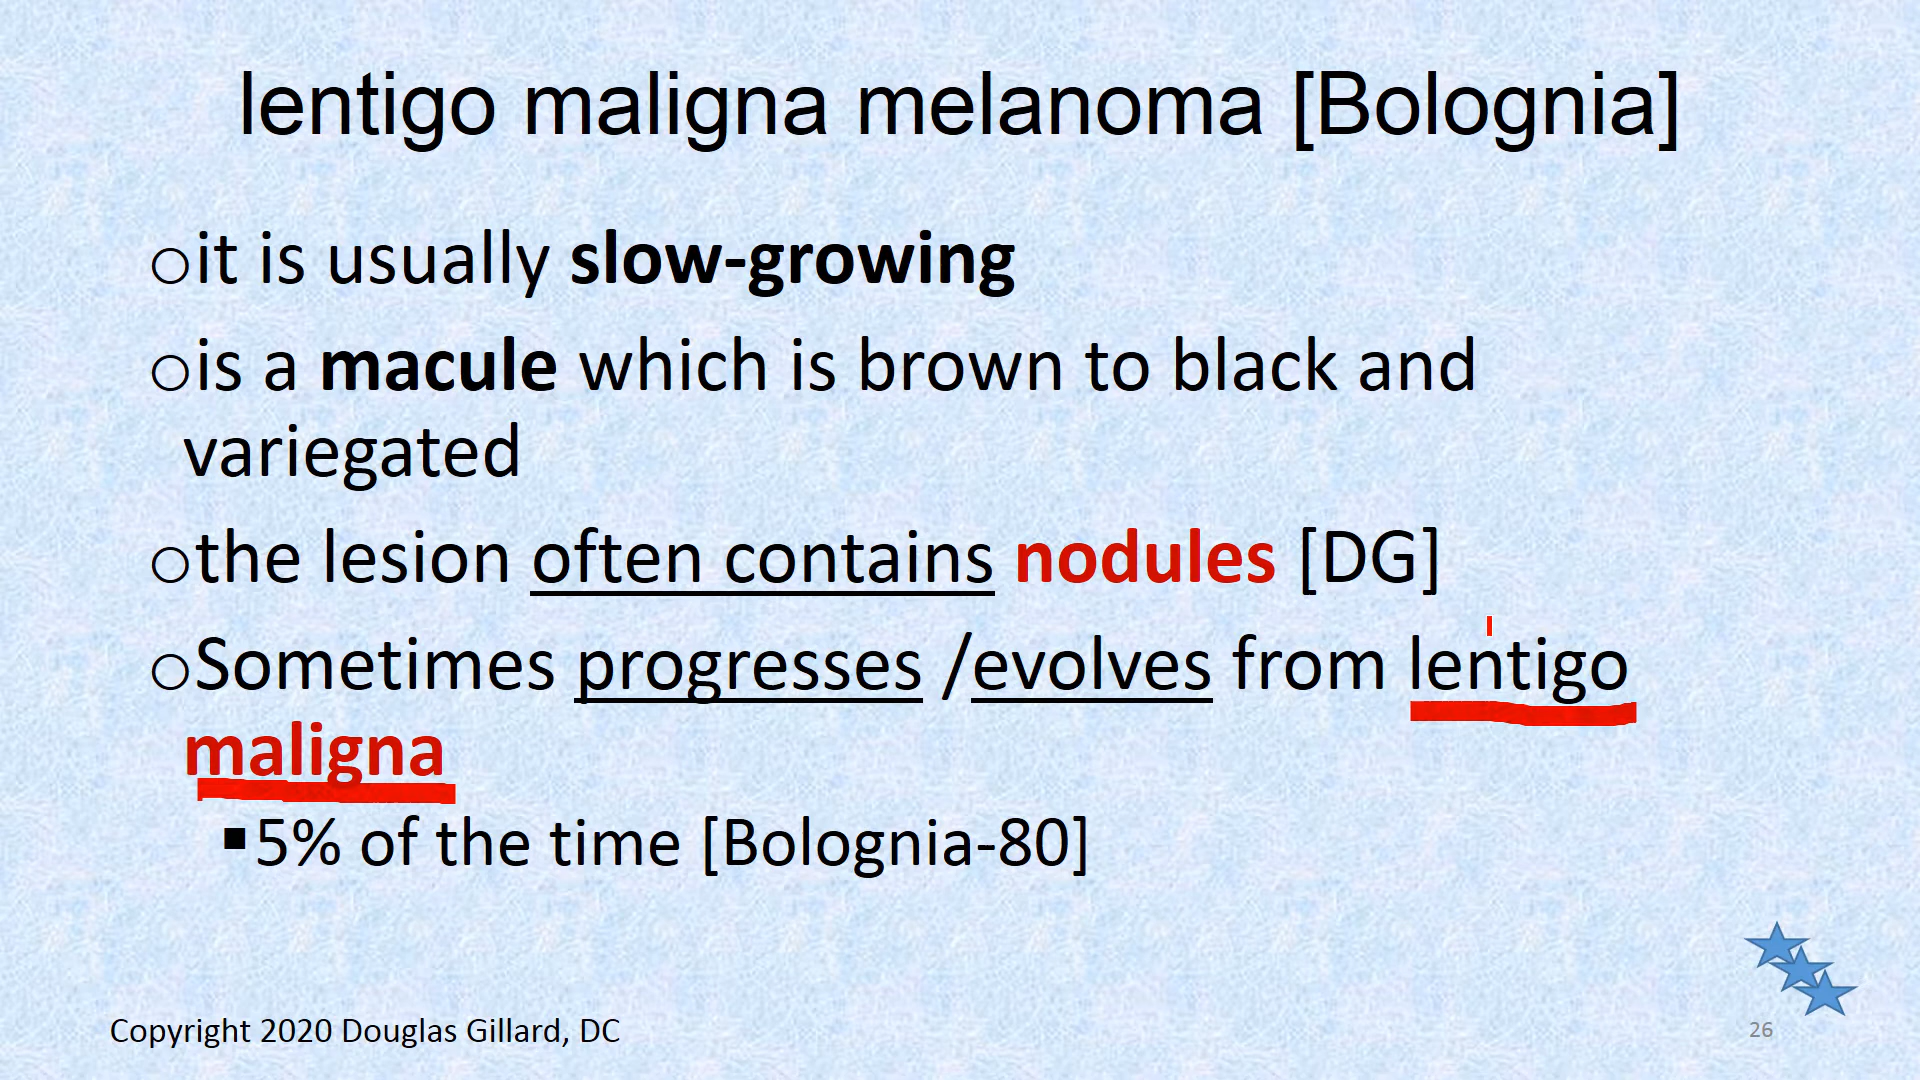 lentigo maligna melanoma [Bolognia]
○it is usually slow-growing
○is a macule which is brown to black and
variegated
○the lesion often contains nodules [DG]
○Sometimes progresses /evolves from lentigo
maligna
▪5% of the time [Bolognia-80]
Copyright 2020 Douglas Gillard, DC
26